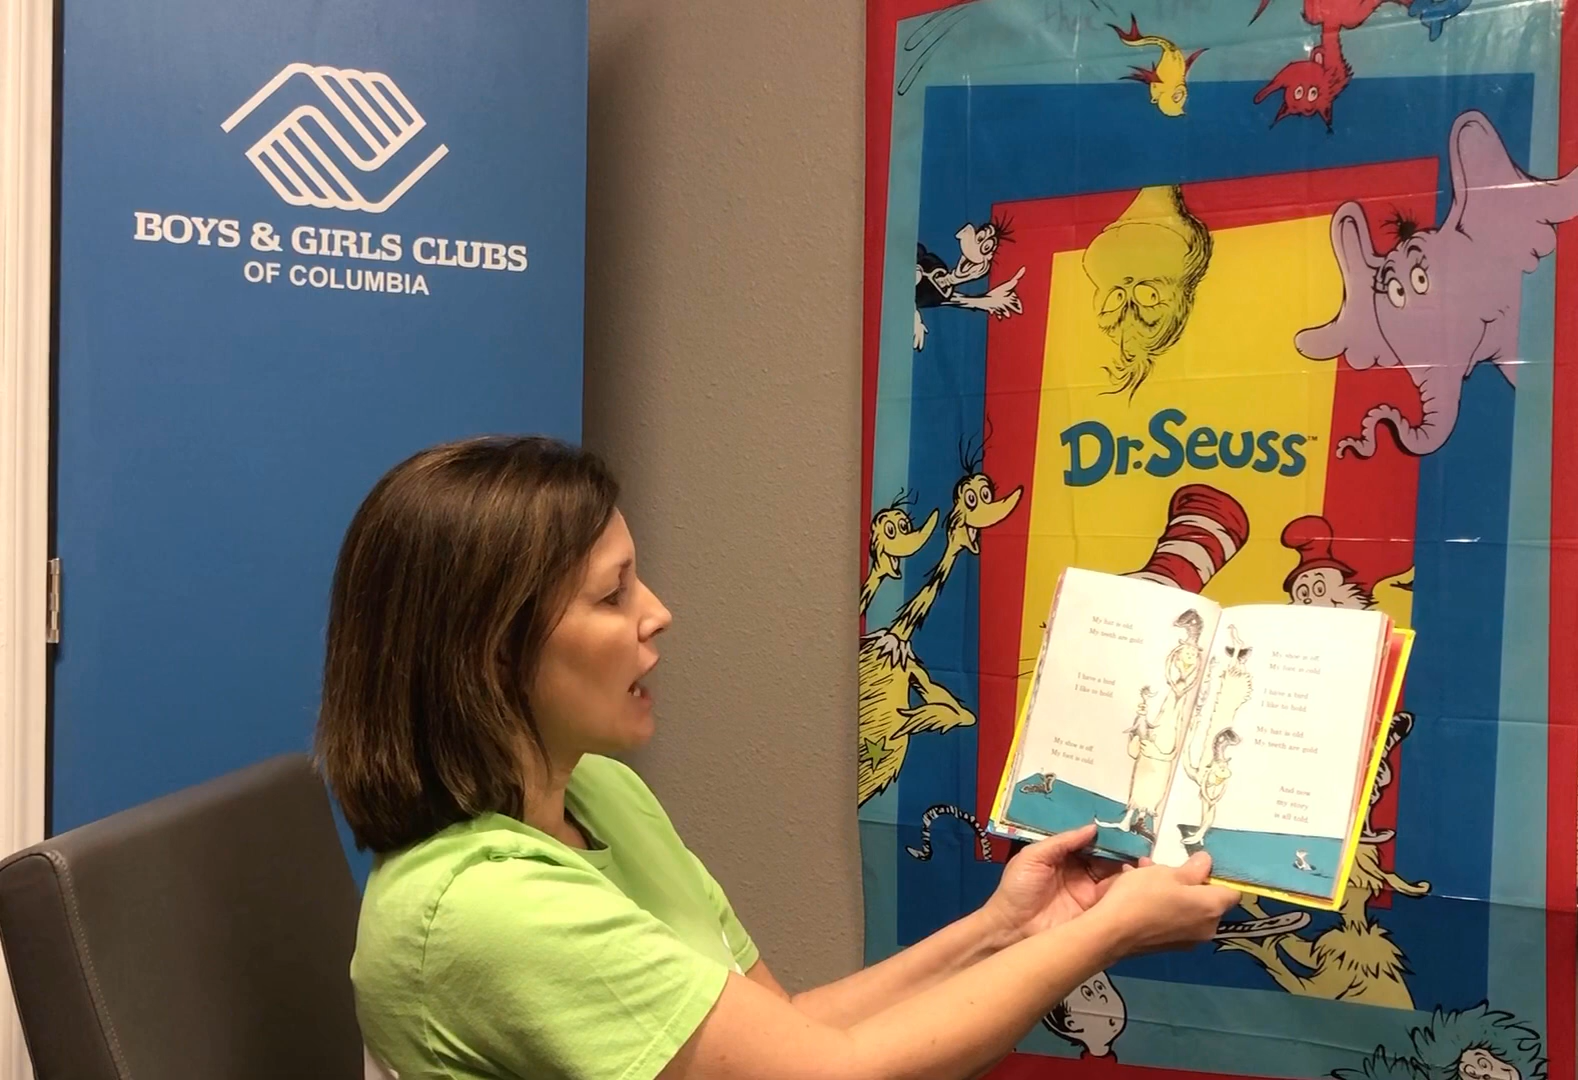 BOYS & GIRLS CLUBS
OF COLUMBIA
Dr. Seuss™
My hat is old.
My teeth are gold.
I have a bird
I like to hold.
My shoe is off.
My foot is cold.
My shoe is off.
My foot is cold.
I have a bird
I like to hold.
My hat is old.
My teeth are gold.
And now
my story
is all told.